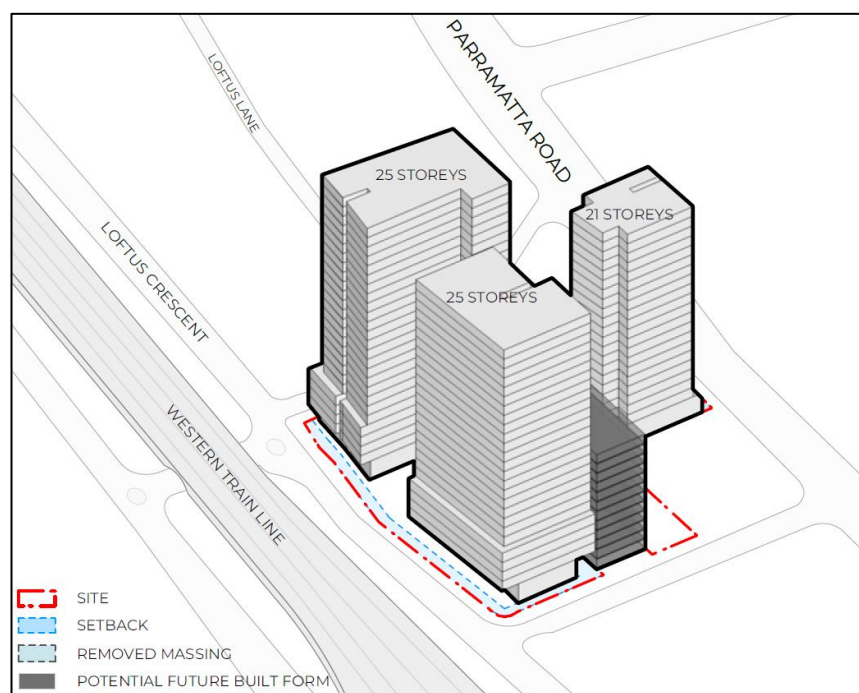 PARRAMATTA ROAD
LOFTUS LANE
25 STOREYS
21 STOREYS
LOFTUS CRESCENT
25 STOREYS
WESTERN TRAIN LINE
SITE
SETBACK
REMOVED MASSING
POTENTIAL FUTURE BUILT FORM